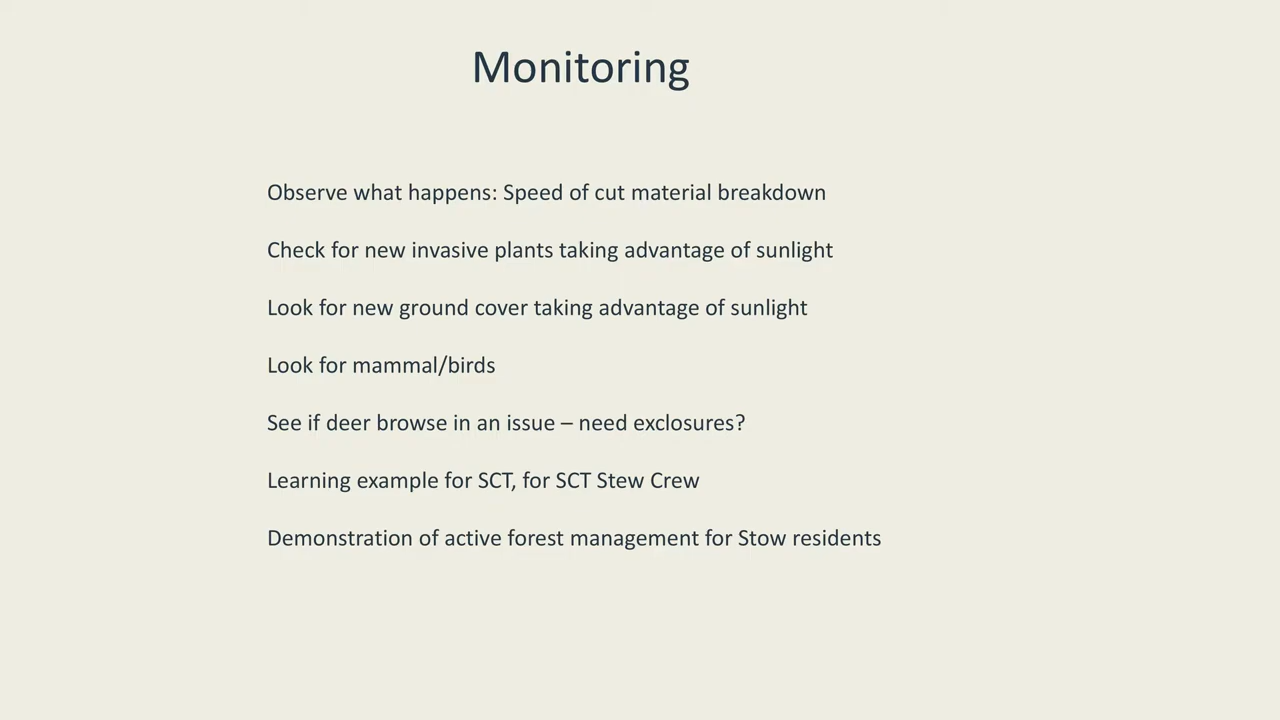 Monitoring
Observe what happens: Speed of cut material breakdown
Check for new invasive plants taking advantage of sunlight
Look for new ground cover taking advantage of sunlight
Look for mammal/birds
See if deer browse in an issue – need exclosures?
Learning example for SCT, for SCT Stew Crew
Demonstration of active forest management for Stow residents